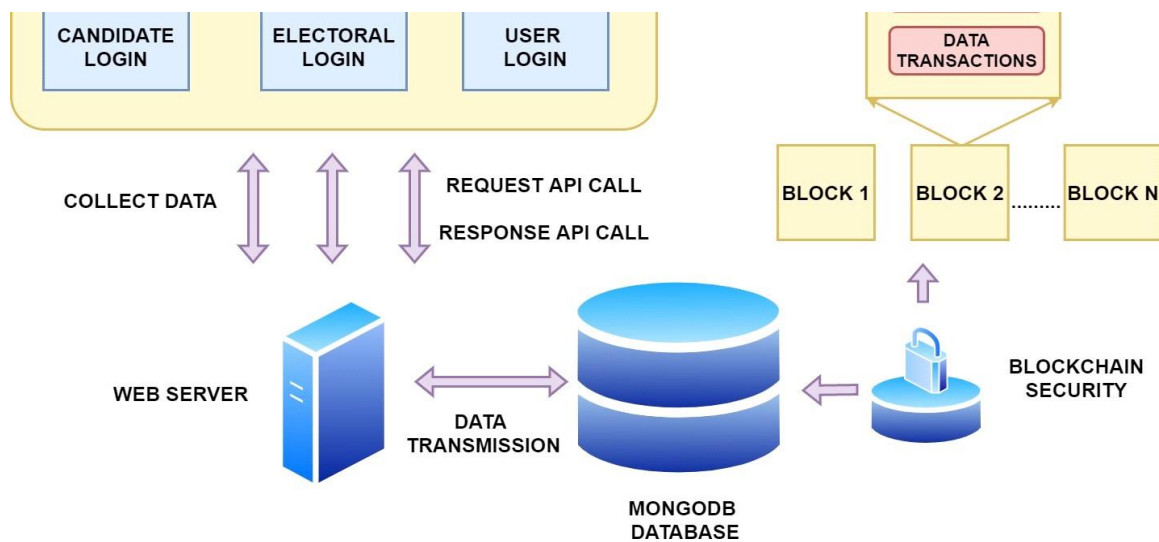 CANDIDATE
LOGIN
ELECTORAL
LOGIN
USER
LOGIN
DATA
TRANSACTIONS
COLLECT DATA
REQUEST API CALL
RESPONSE API CALL
BLOCK 1
BLOCK 2
.........
BLOCK N
WEB SERVER
DATA
TRANSMISSION
BLOCKCHAIN
SECURITY
MONGODB
DATABASE